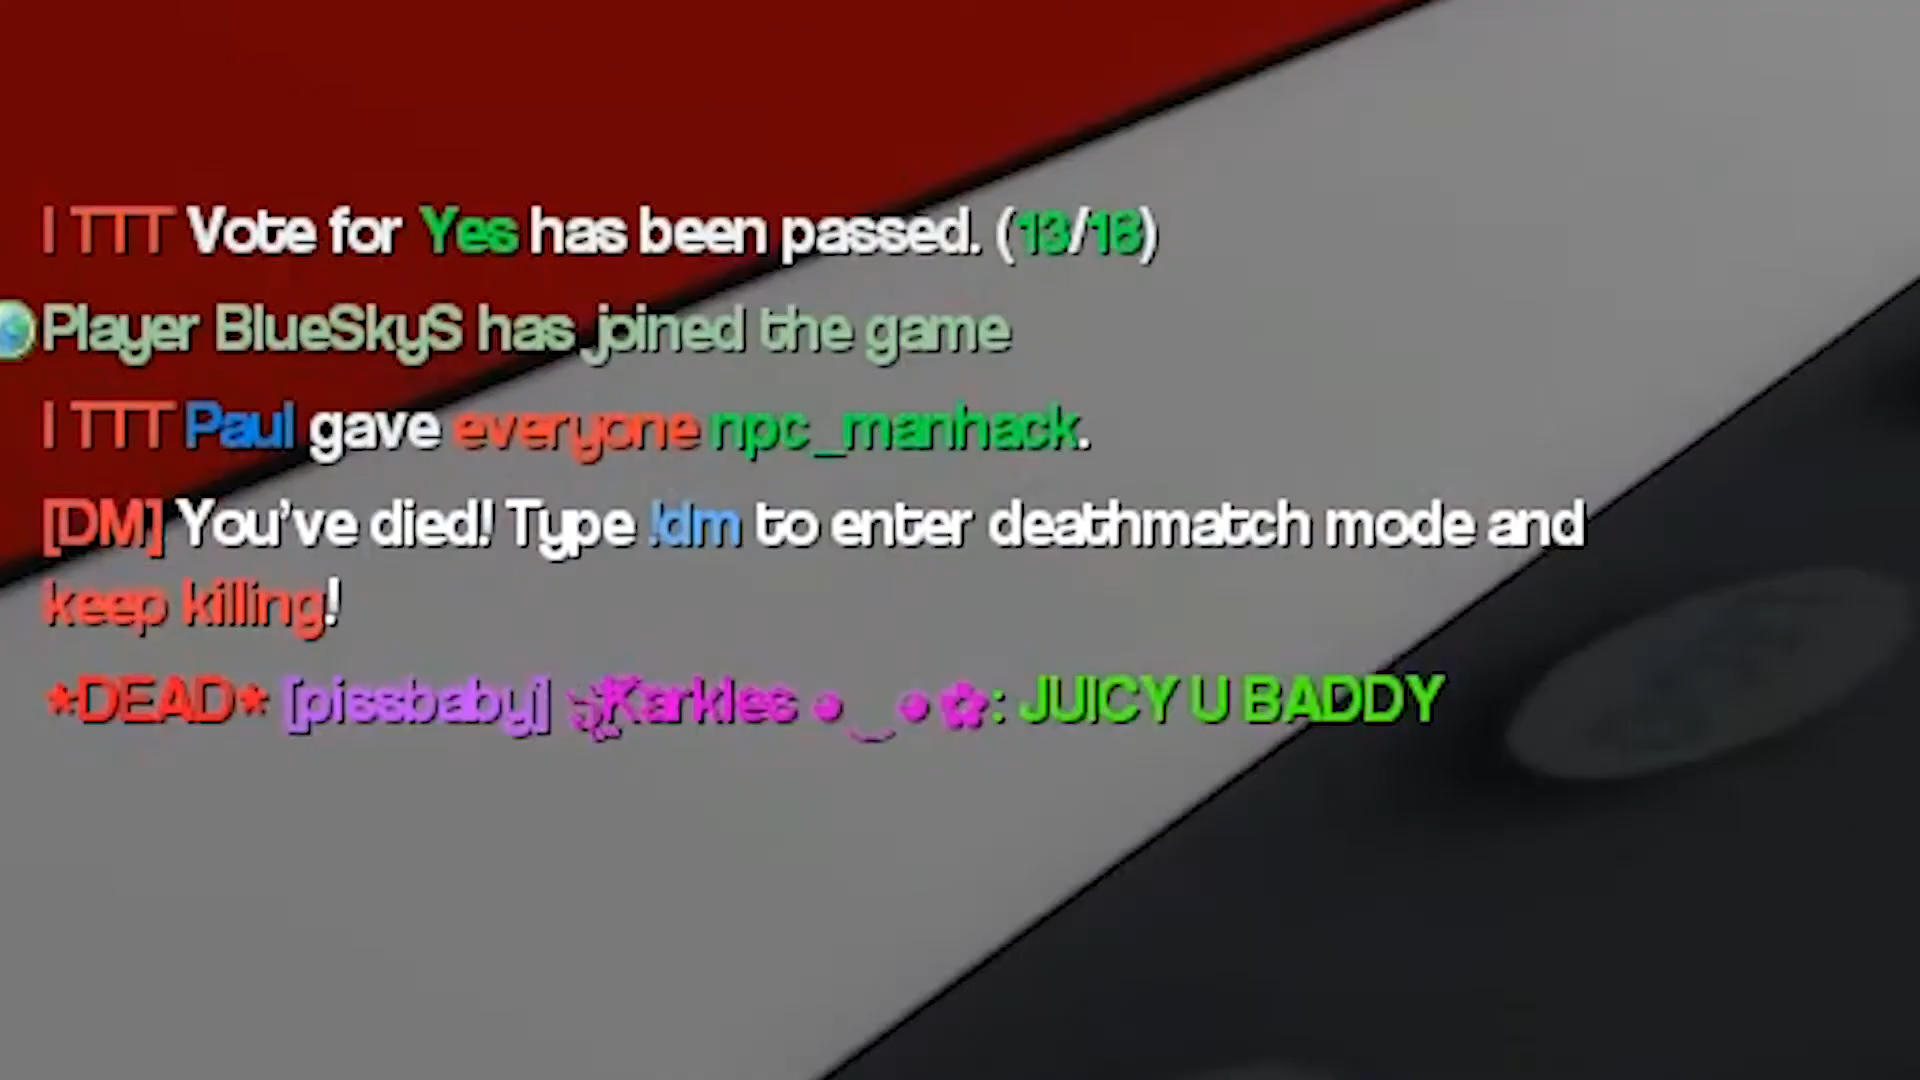 | TTT Vote for Yes has been passed. (13/16)
Player BlueSkyS has joined the game
| TTT Paul gave everyone npc_manhack.
[DM] You've died! Type !dm to enter deathmatch mode and
keep killing!
*DEAD* [pissbaby] Karkles ◕‿◕✿: JUICY U BADDY